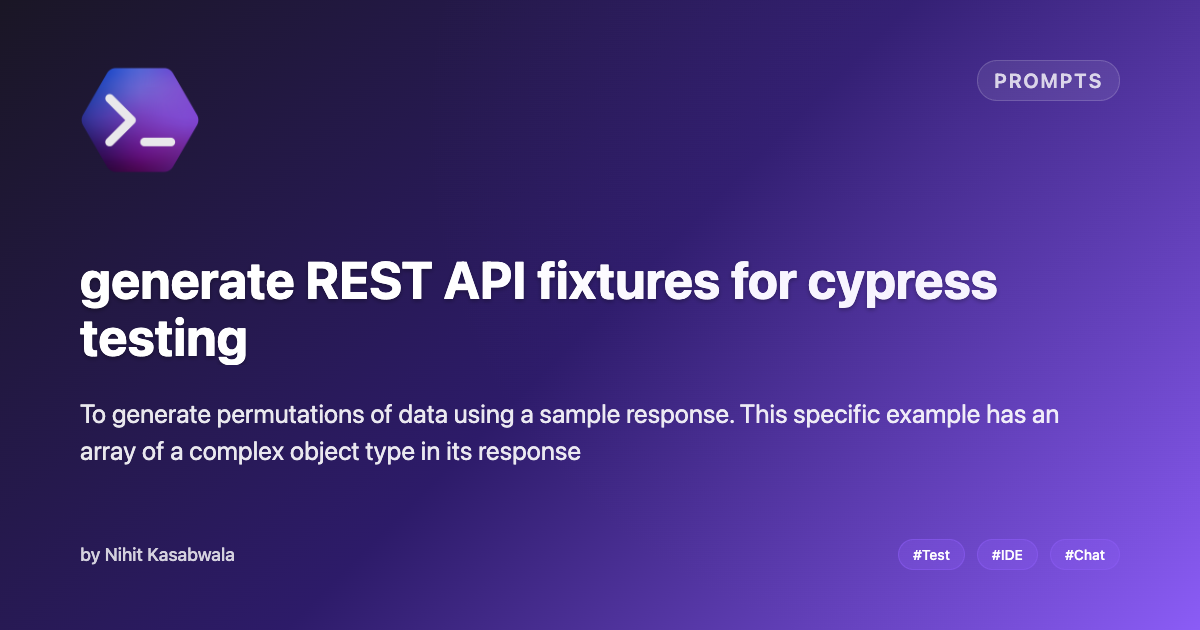 PROMPTS
generate REST API fixtures for cypress
testing
To generate permutations of data using a sample response. This specific example has an
array of a complex object type in its response
by Nihit Kasabwala
#Test #IDE #Chat